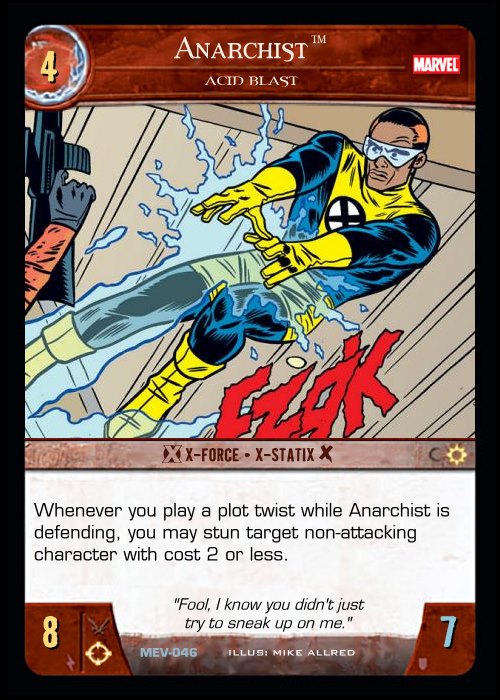 4
ANARCHIST™
ACID BLAST
MARVEL
FZAK
X-FORCE • X-STATIX
C
Whenever you play a plot twist while Anarchist is
defending, you may stun target non-attacking
character with cost 2 or less.
"Fool, I know you didn't just
try to sneak up on me."
8
MEV-046 ILLUS: MIKE ALLRED
7